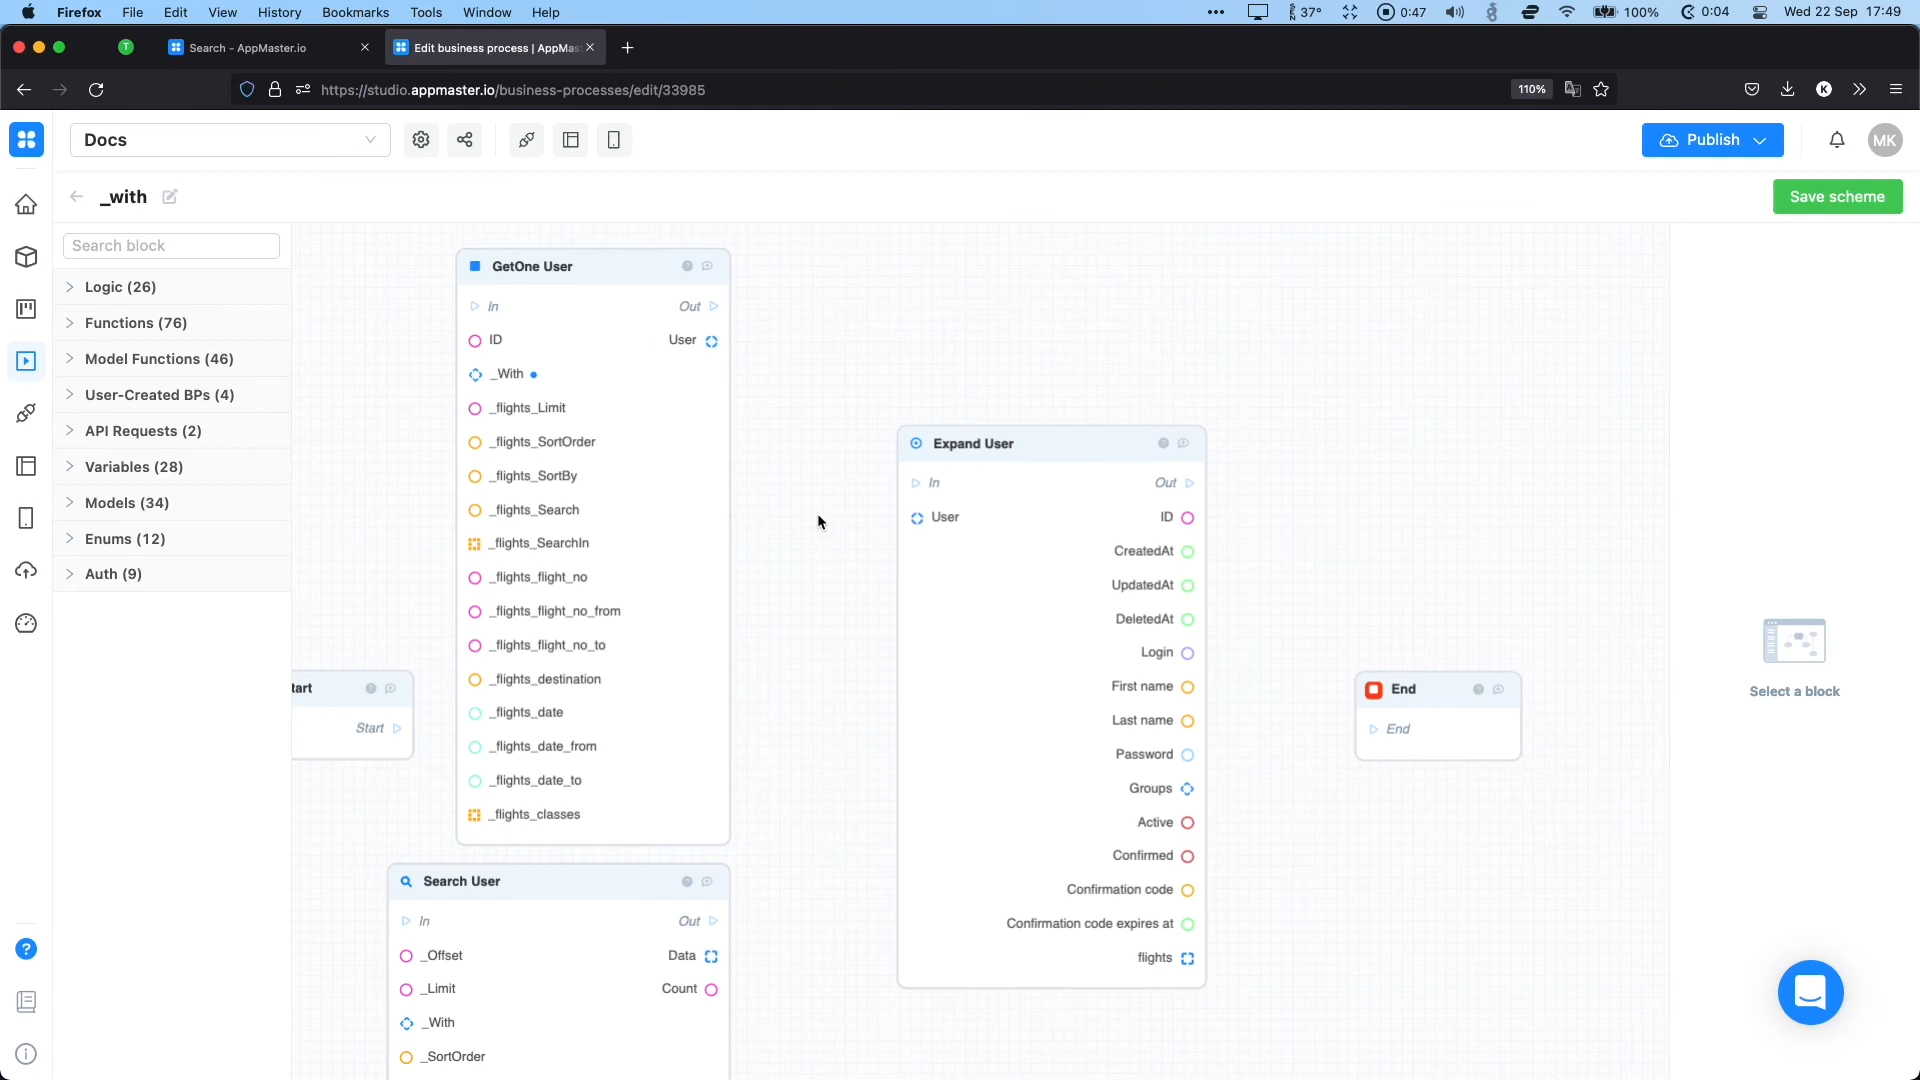 Firefox File Edit View History Bookmarks Tools Window Help
37° 0:47 100% 0:04 Wed 22 Sep 17:49
T Search - AppMaster.io Edit business process | AppMas
https://studio.appmaster.io/business-processes/edit/33985 110% K
Docs Publish MK
_with Save scheme
Search block
Logic (26)
Functions (76)
Model Functions (46)
User-Created BPs (4)
API Requests (2)
Variables (28)
Models (34)
Enums (12)
Auth (9)
tart
Start
GetOne User
In Out
ID User
_With
_flights_Limit
_flights_SortOrder
_flights_SortBy
_flights_Search
_flights_SearchIn
_flights_flight_no
_flights_flight_no_from
_flights_flight_no_to
_flights_destination
_flights_date
_flights_date_from
_flights_date_to
_flights_classes
Search User
In Out
_Offset Data
_Limit Count
_With
_SortOrder
Expand User
In Out
User ID
CreatedAt
UpdatedAt
DeletedAt
Login
First name
Last name
Password
Groups
Active
Confirmed
Confirmation code
Confirmation code expires at
flights
End
End
Select a block